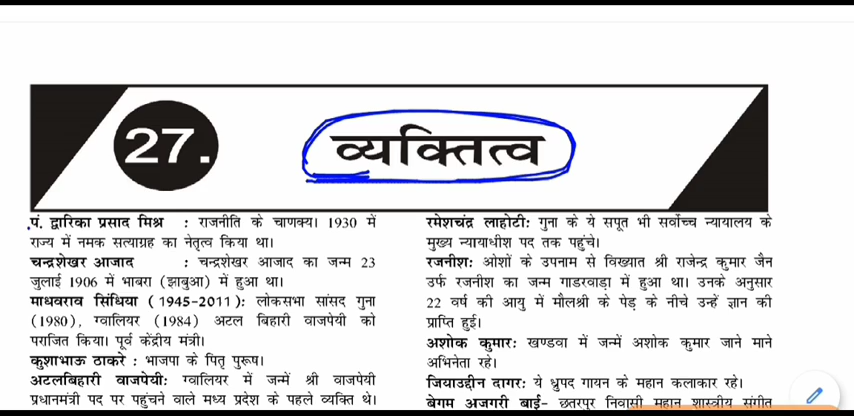 27.
व्यक्तित्व
पं. द्वारिका प्रसाद मिश्र : राजनीति के चाणक्य। 1930 में
राज्य में नमक सत्याग्रह का नेतृत्व किया था।
चन्द्रशेखर आजाद : चन्द्रशेखर आजाद का जन्म 23
जुलाई 1906 में भाबरा (झाबुआ) में हुआ था।
माधवराव सिंधिया (1945-2011): लोकसभा सांसद गुना
(1980), ग्वालियर (1984) अटल बिहारी वाजपेयी को
पराजित किया। पूर्व केंद्रीय मंत्री।
कुशाभाऊ ठाकरे : भाजपा के पितृ पुरूष।
अटलबिहारी वाजपेयी: ग्वालियर में जन्में श्री वाजपेयी
प्रधानमंत्री पद पर पहुंचने वाले मध्य प्रदेश के पहले व्यक्ति थे।
रमेशचंद्र लाहोटी: गुना के ये सपूत भी सर्वोच्च न्यायालय के
मुख्य न्यायाधीश पद तक पहुंचे।
रजनीश: ओशों के उपनाम से विख्यात श्री राजेन्द्र कुमार जैन
उर्फ रजनीश का जन्म गाडरवाड़ा में हुआ था। उनके अनुसार
22 वर्ष की आयु में मौलश्री के पेड़ के नीचे उन्हें ज्ञान की
प्राप्ति हुई।
अशोक कुमार: खण्डवा में जन्में अशोक कुमार जाने माने
अभिनेता रहे।
जियाउद्दीन दागर: ये ध्रुपद गायन के महान कलाकार रहे।
बेगम अजगरी बाई- छतरपुर निवासी महान शास्त्रीय संगीत